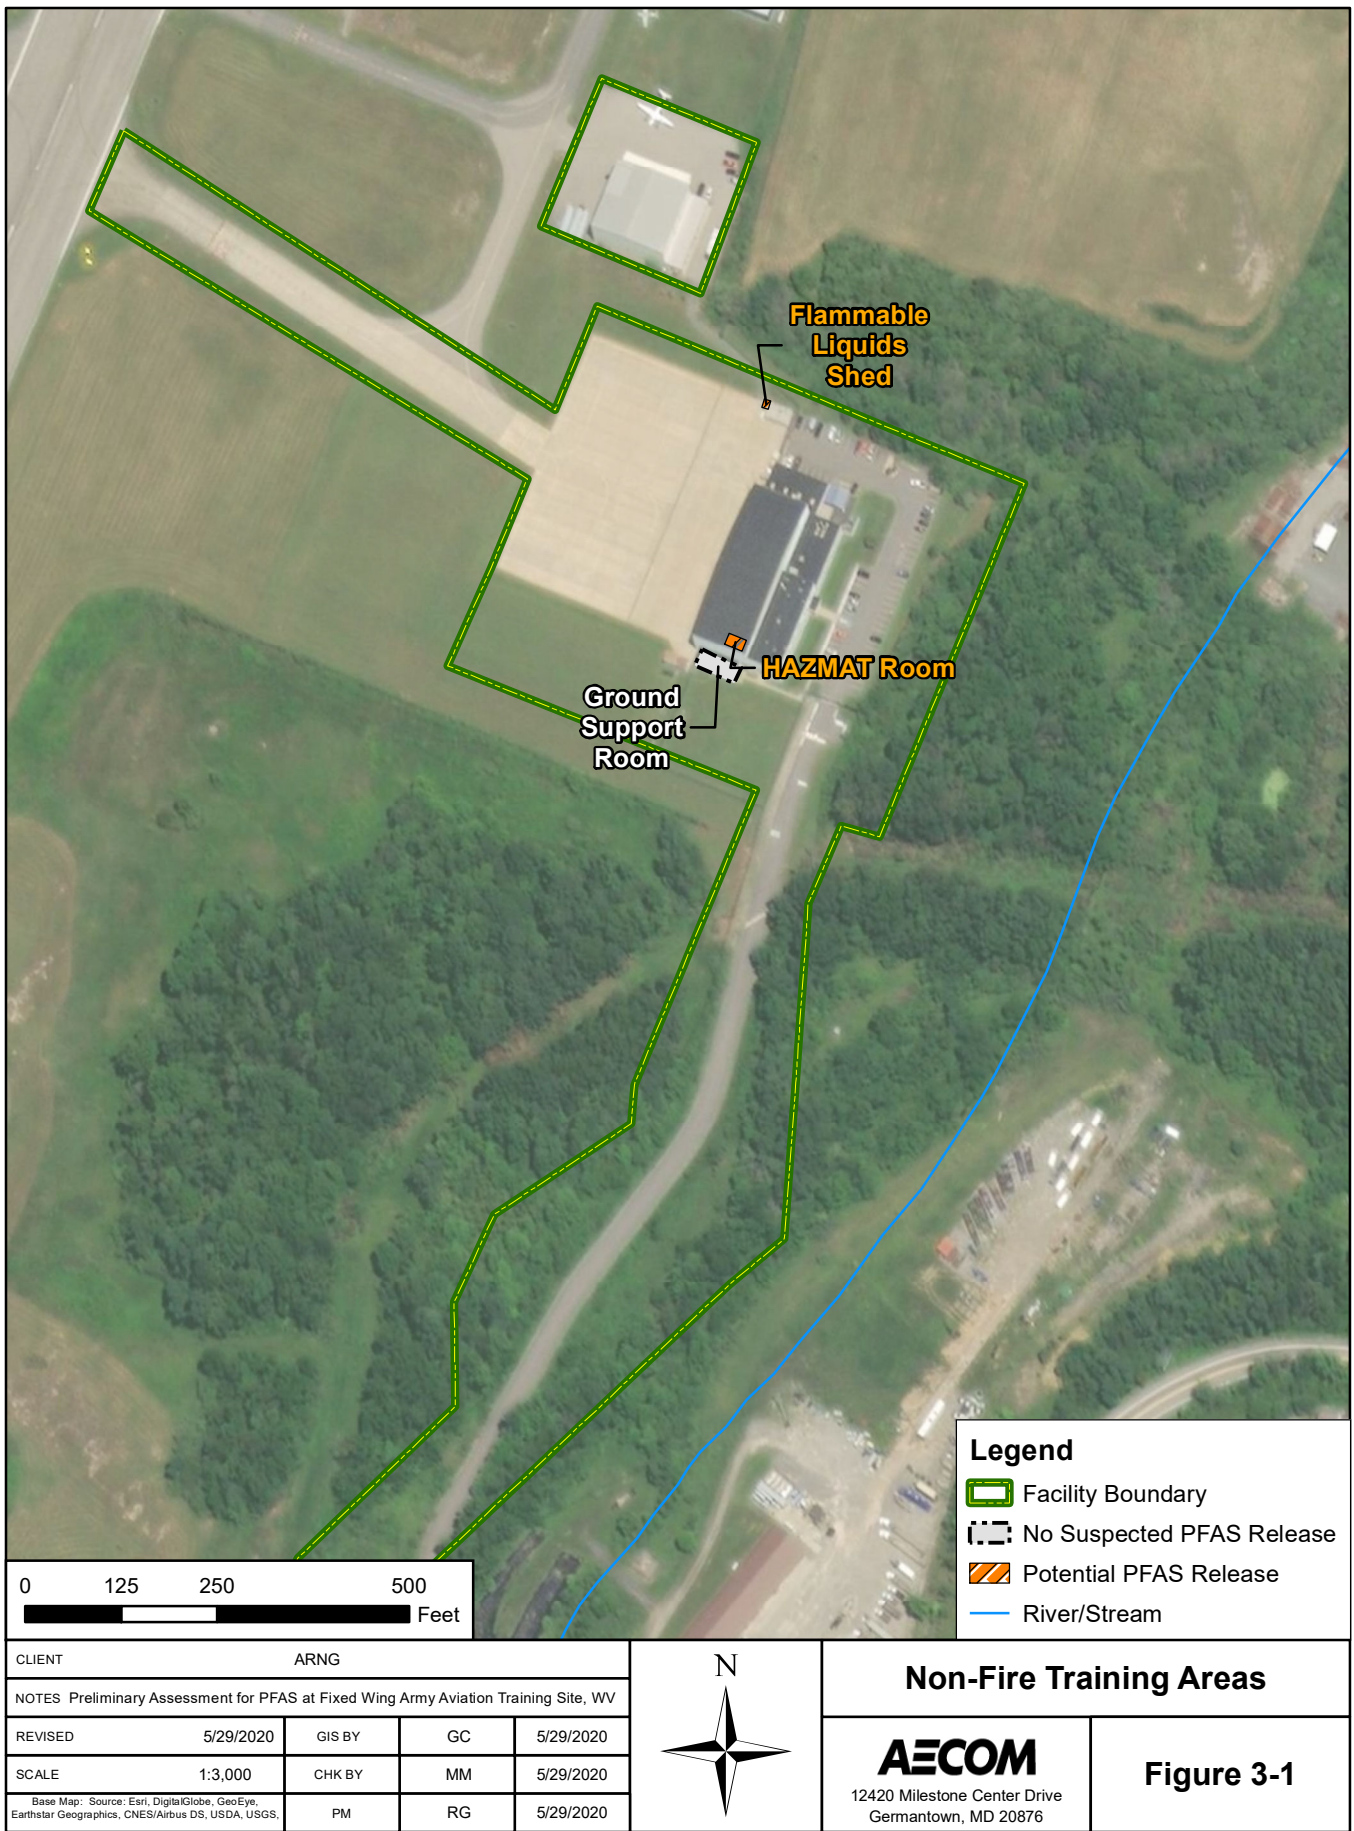 Flammable
Liquids
Shed
HAZMAT Room
Ground
Support
Room
Legend
Facility Boundary
No Suspected PFAS Release
Potential PFAS Release
River/Stream
0 125 250 500
Feet
CLIENT ARNG
NOTES Preliminary Assessment for PFAS at Fixed Wing Army Aviation Training Site, WV
REVISED 5/29/2020 GIS BY GC 5/29/2020
SCALE 1:3,000 CHK BY MM 5/29/2020
Base Map: Source: Esri, DigitalGlobe, GeoEye,
Earthstar Geographics, CNES/Airbus DS, USDA, USGS,
PM RG 5/29/2020
N
Non-Fire Training Areas
AECOM
12420 Milestone Center Drive
Germantown, MD 20876
Figure 3-1